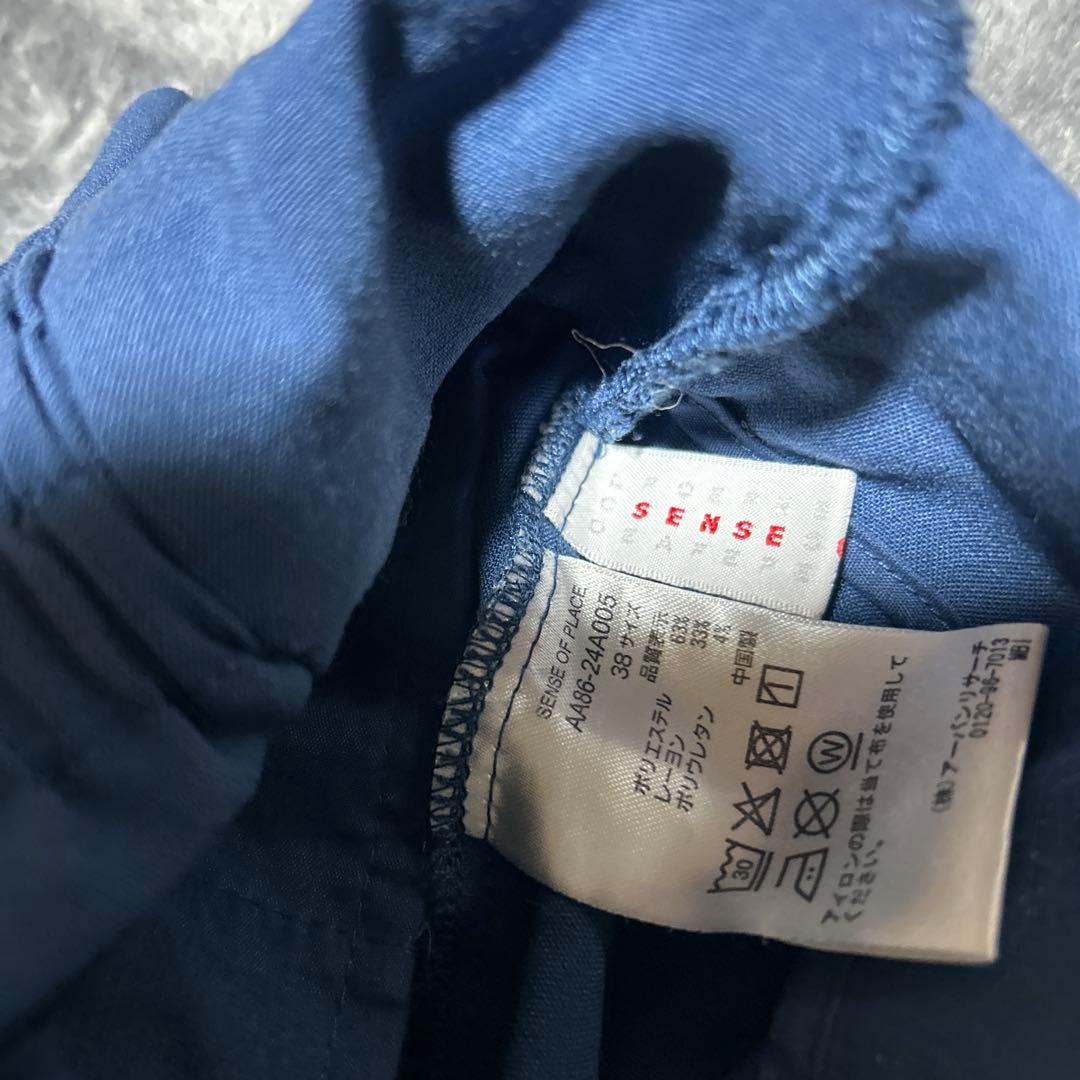 SENSE
SENSE OF PLACE
AA86-24A005
38サイズ
品質表示
ポリエステル 63%
レーヨン 33%
ポリウレタン 4%
中国製
30
W
アイロンの際は当て布を使用して
ください。
(株)アーバンリサーチ
0120-96-7013